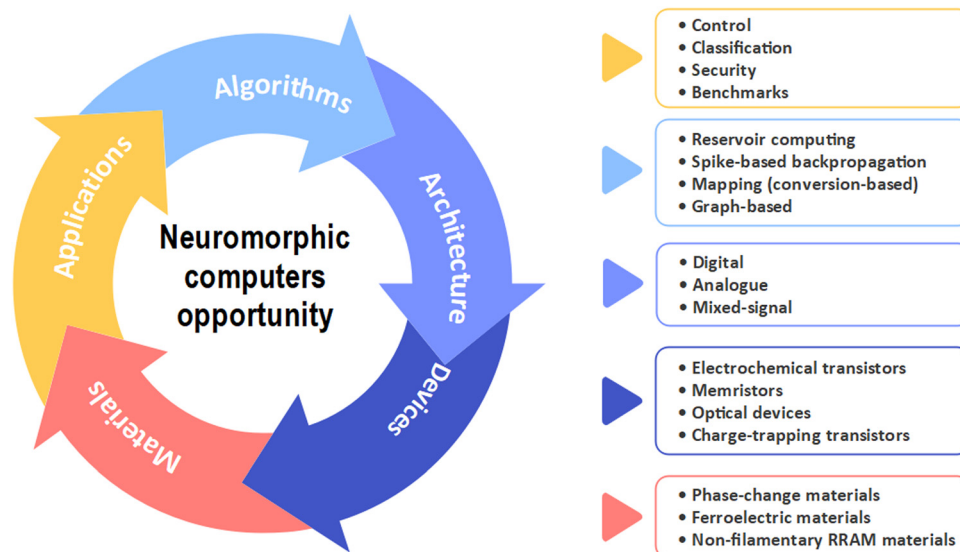 Algorithms
Architecture
Devices
Materials
Applications
Neuromorphic
computers
opportunity
• Control
• Classification
• Security
• Benchmarks
• Reservoir computing
• Spike-based backpropagation
• Mapping (conversion-based)
• Graph-based
• Digital
• Analogue
• Mixed-signal
• Electrochemical transistors
• Memristors
• Optical devices
• Charge-trapping transistors
• Phase-change materials
• Ferroelectric materials
• Non-filamentary RRAM materials